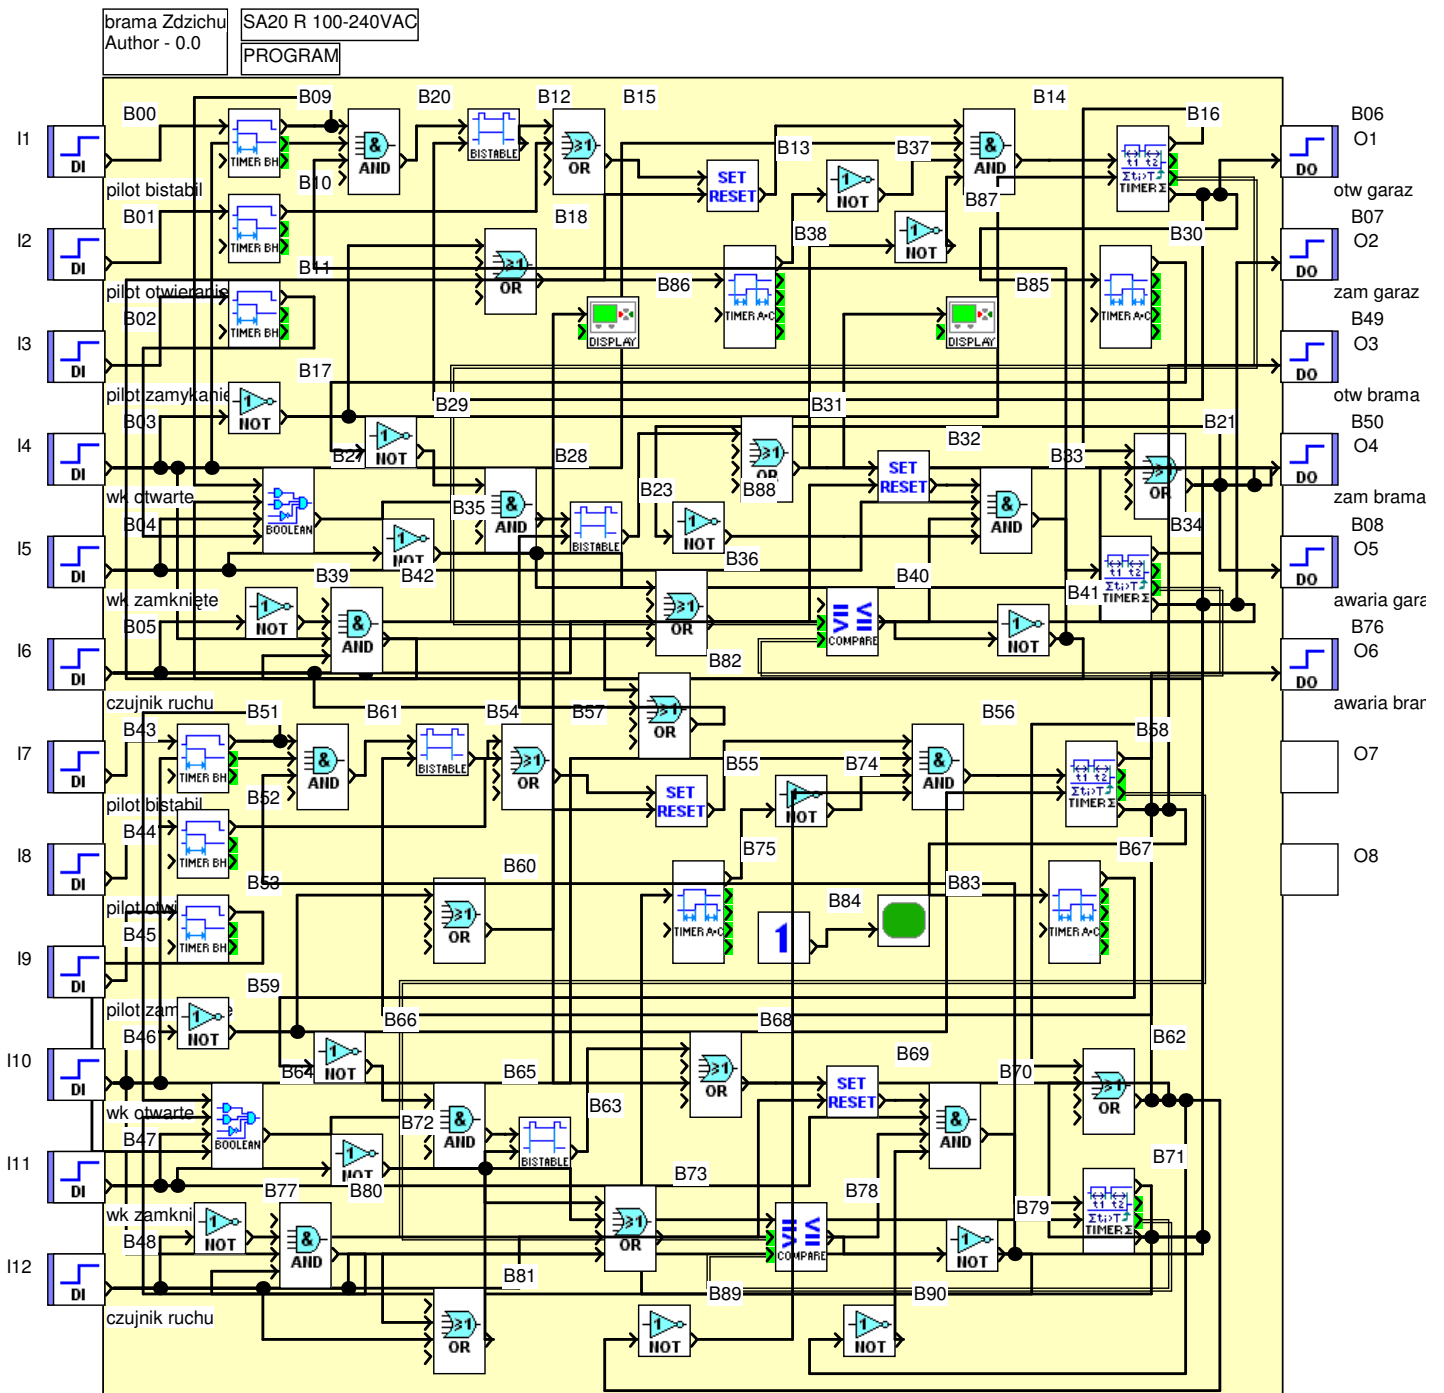 brama Zdzichu
Author - 0.0
SA20 R 100-240VAC
PROGRAM
B00 B09 B20 B12 B15 B14 B16 B06
I1 DI TIMER BH AND BISTABLE OR SET RESET B13 NOT B37 AND TIMERΣ DO O1
pilot bistabil B10 B87 otw garaz
B01 B18 B07
I2 DI TIMER BH OR B38 NOT B30 DO O2
pilot otwieranie B11 B86 TIMER A•C B85 TIMER A•C zam garaz
B02 TIMER BH DISPLAY DISPLAY B49
I3 DI DO O3
pilot zamykanie B17 otw brama
B03 NOT B29 B31 B21 B50
I4 DI B27 NOT B28 OR B32 B33 OR DO O4
wk otwarte B88 SET RESET zam brama
B04 BOOLEAN B35 AND B23 AND B34 B08
I5 DI NOT BISTABLE NOT B36 TIMERΣ DO O5
wk zamknięte B39 B42 B40 B41 awaria gara
B05 NOT AND OR COMPARE NOT B76
I6 DI B82 DO O6
czujnik ruchu B51 B61 B54 B57 OR B56 awaria bram
B43 B58
I7 DI TIMER BH AND BISTABLE OR B55 B74 AND TIMERΣ O7
pilot bistabil B52 SET RESET NOT
B44 TIMER BH B75 B67
I8 DI B60 O8
B53 B84 B83
pilot otwi OR TIMER A•C 1 TIMER A•C
B45 TIMER BH
I9 DI
pilot zam B59 e
B46 NOT B66 B68 B62
I10 DI B64 NOT B65 OR B69 B70 OR
wk otwarte SET RESET
B47 BOOLEAN B72 AND B63 AND
I11 DI NOT BISTABLE B71
wk zamkni B77 B80 B73 B78 B79 TIMERΣ
B48 NOT AND OR COMPARE NOT
I12 DI B81 B89 B90
czujnik ruchu OR NOT NOT